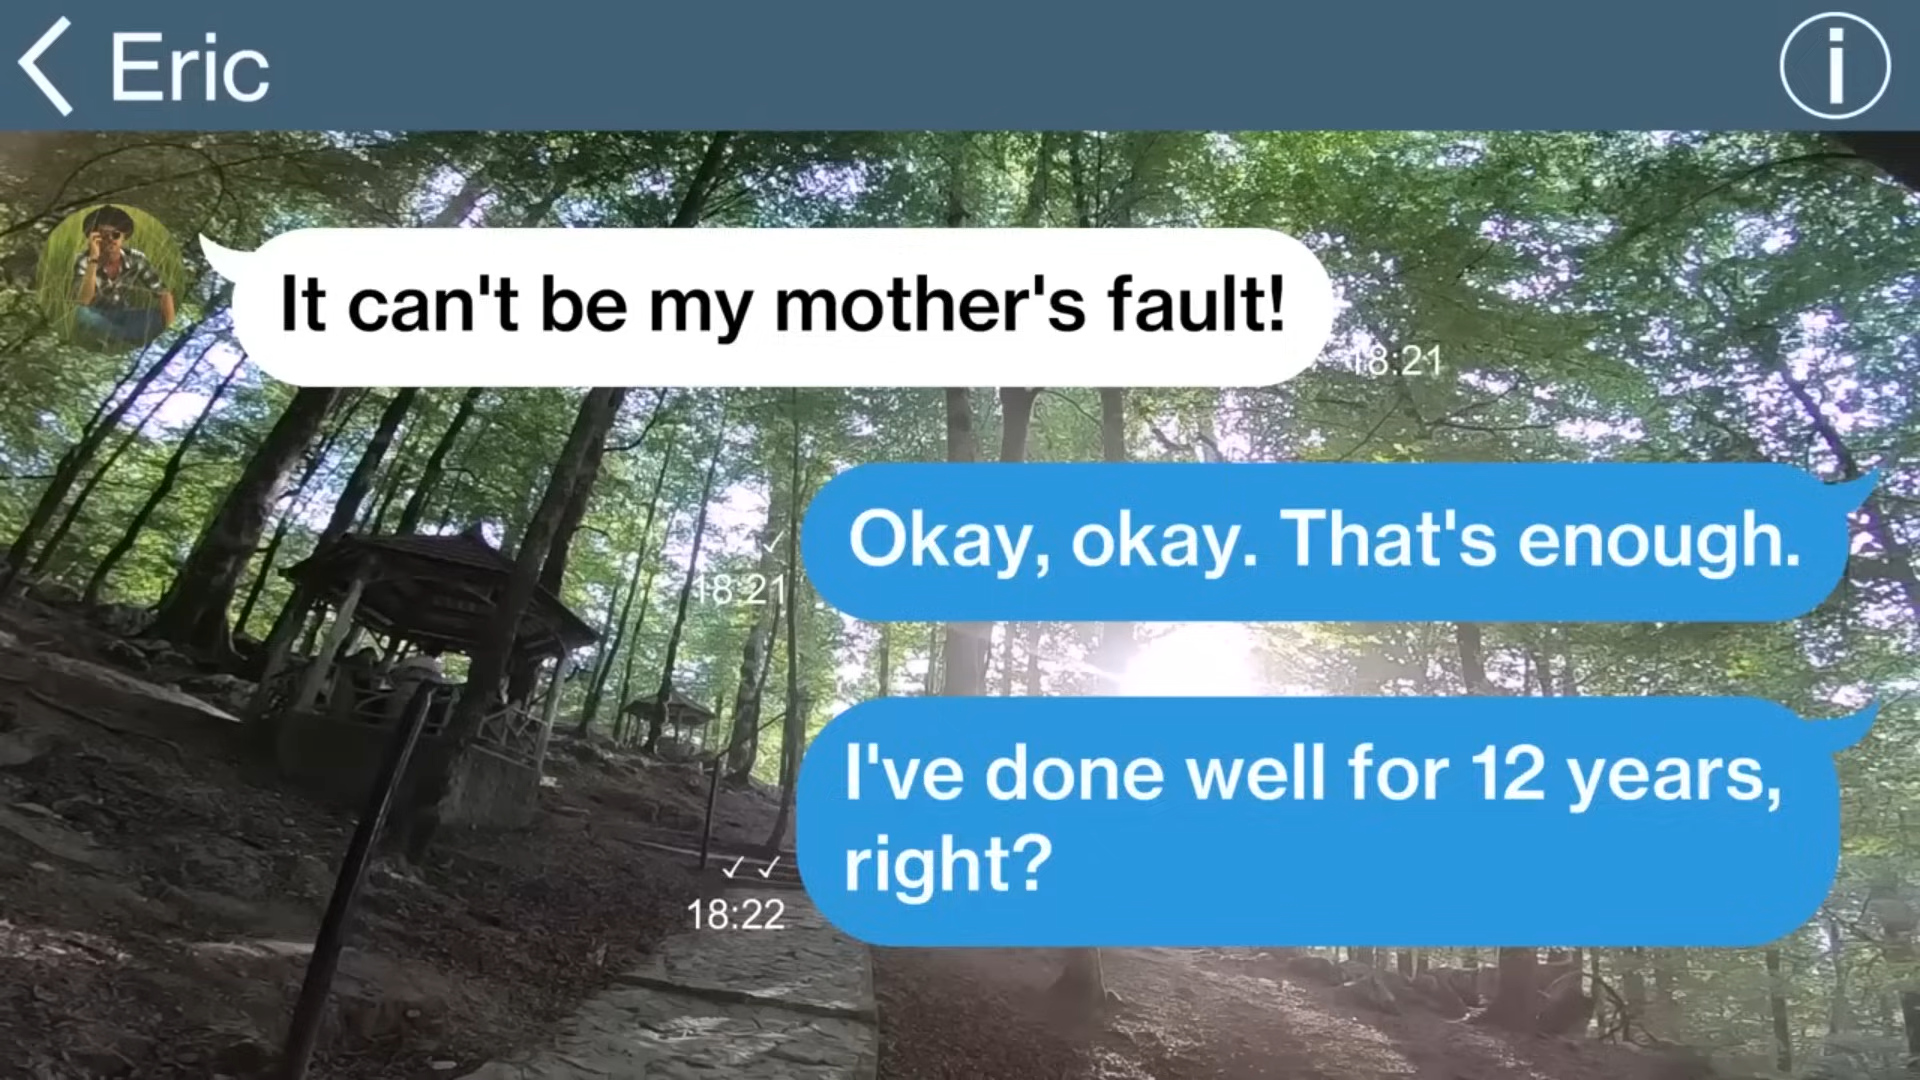 Eric
It can't be my mother's fault!
18:21
Okay, okay. That's enough.
18:21
I've done well for 12 years,
right?
18:22